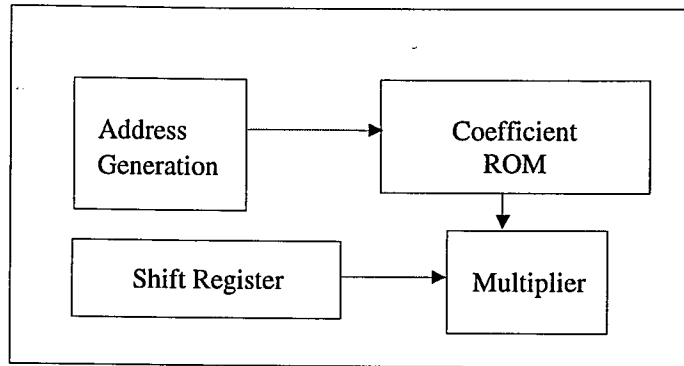 Address
Generation
Coefficient
ROM
Shift Register
Multiplier